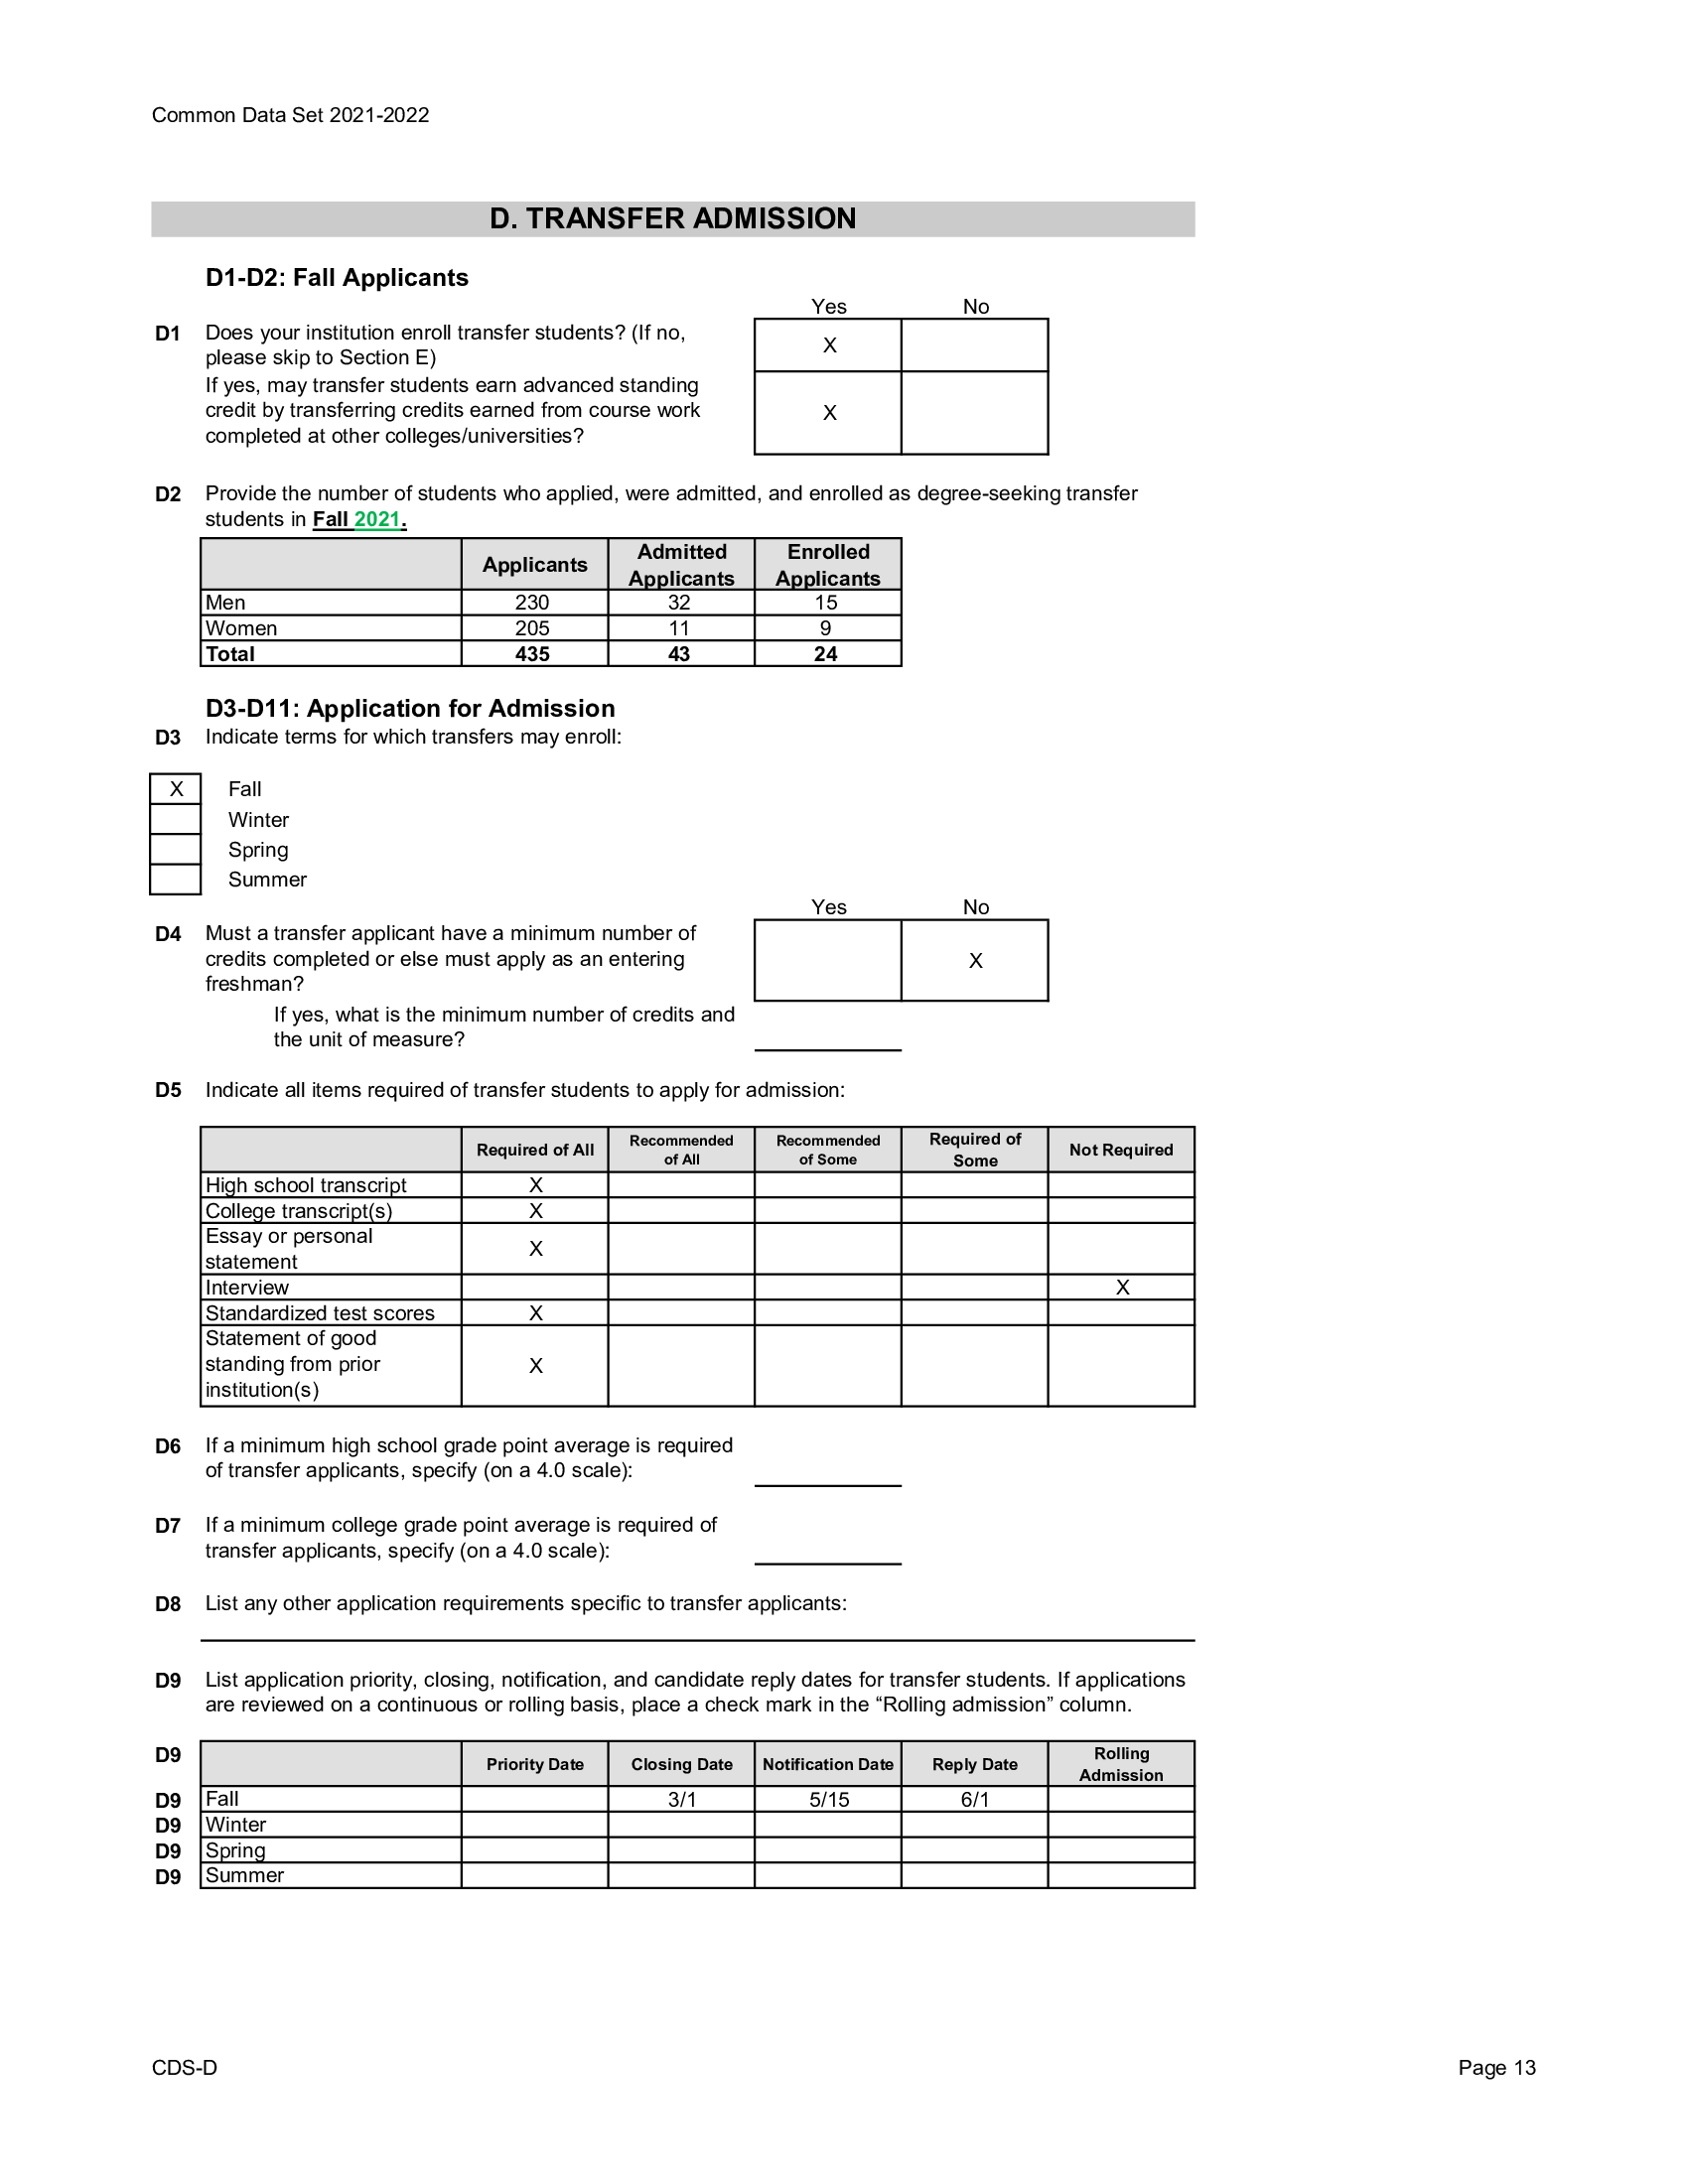 Common Data Set 2021-2022
D. TRANSFER ADMISSION
D1-D2: Fall Applicants
Yes No
D1 Does your institution enroll transfer students? (If no,
please skip to Section E)
X
If yes, may transfer students earn advanced standing
credit by transferring credits earned from course work
completed at other colleges/universities?
X
D2 Provide the number of students who applied, were admitted, and enrolled as degree-seeking transfer
students in Fall 2021.
Applicants Admitted Applicants Enrolled Applicants
Men 230 32 15
Women 205 11 9
Total 435 43 24
D3-D11: Application for Admission
D3 Indicate terms for which transfers may enroll:
X Fall
Winter
Spring
Summer
Yes No
D4 Must a transfer applicant have a minimum number of
credits completed or else must apply as an entering
freshman?
X
If yes, what is the minimum number of credits and
the unit of measure?
D5 Indicate all items required of transfer students to apply for admission:
Required of All Recommended of All Recommended of Some Required of Some Not Required
High school transcript X
College transcript(s) X
Essay or personal
statement
X
Interview X
Standardized test scores X
Statement of good
standing from prior
institution(s)
X
D6 If a minimum high school grade point average is required
of transfer applicants, specify (on a 4.0 scale):
D7 If a minimum college grade point average is required of
transfer applicants, specify (on a 4.0 scale):
D8 List any other application requirements specific to transfer applicants:
D9 List application priority, closing, notification, and candidate reply dates for transfer students. If applications
are reviewed on a continuous or rolling basis, place a check mark in the “Rolling admission” column.
D9 Priority Date Closing Date Notification Date Reply Date Rolling Admission
D9 Fall 3/1 5/15 6/1
D9 Winter
D9 Spring
D9 Summer
CDS-D Page 13